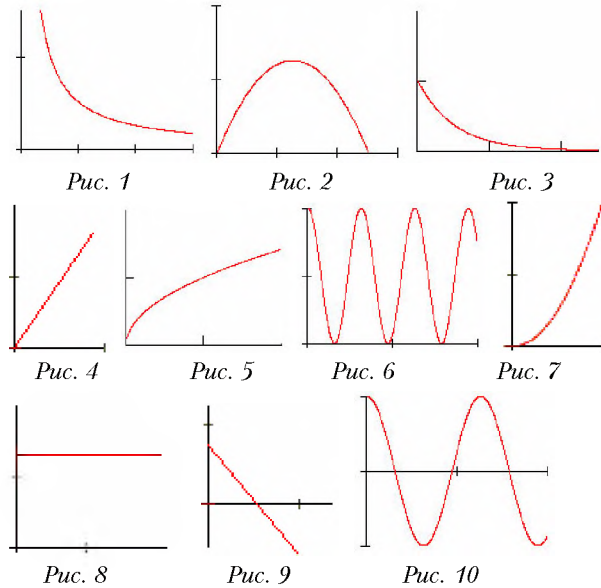 Рис. 1
Рис. 2
Рис. 3
Рис. 4
Рис. 5
Рис. 6
Рис. 7
Рис. 8
Рис. 9
Рис. 10